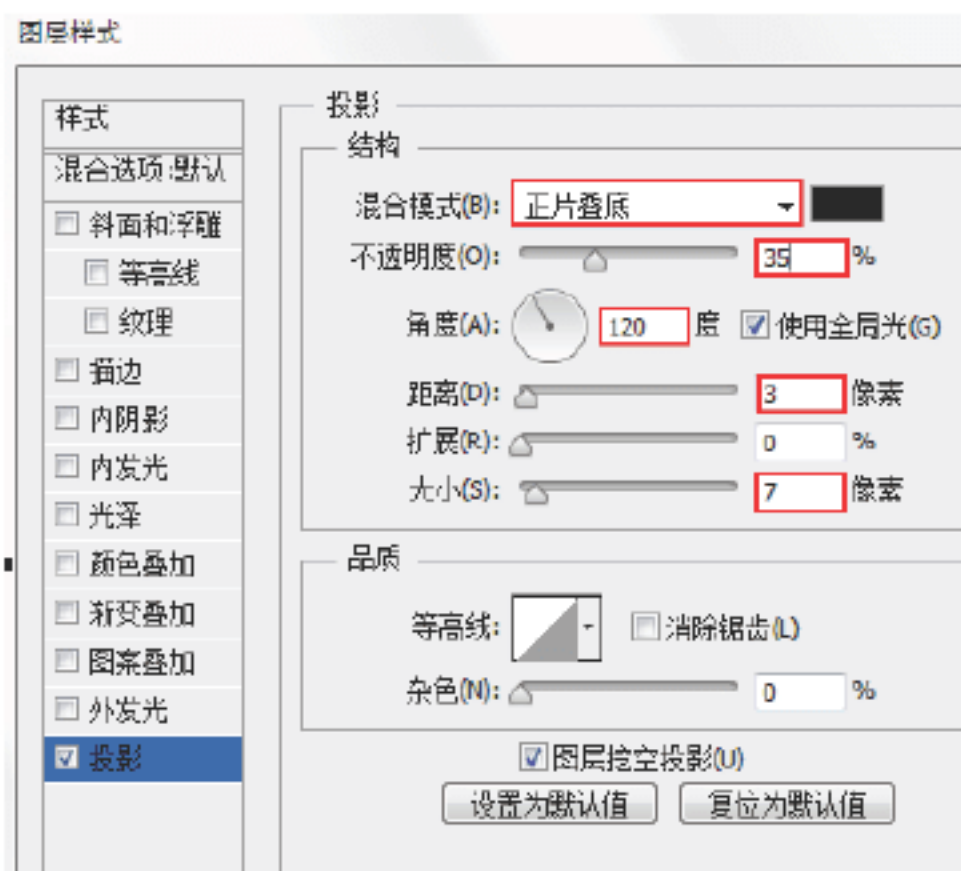 图层样式
样式
混合选项:默认
斜面和浮雕
等高线
纹理
描边
内阴影
内发光
光泽
颜色叠加
渐变叠加
图案叠加
外发光
投影
投影
结构
混合模式(B): 正片叠底
不透明度(O): 35 %
角度(A): 120 度 使用全局光(G)
距离(D): 3 像素
扩展(R): 0 %
大小(S): 7 像素
品质
等高线: 消除锯齿(L)
杂色(N): 0 %
图层挖空投影(U)
设置为默认值 复位为默认值